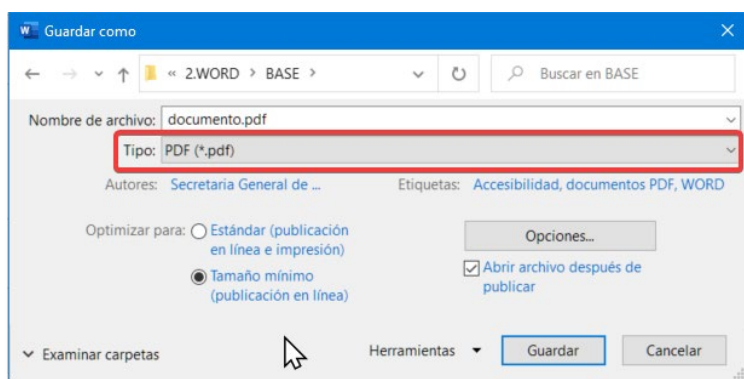 Guardar como
« 2.WORD > BASE >
Buscar en BASE
Nombre de archivo: documento.pdf
Tipo: PDF (*.pdf)
Autores: Secretaria General de ...
Etiquetas: Accesibilidad, documentos PDF, WORD
Optimizar para: Estándar (publicación
en línea e impresión)
Tamaño mínimo
(publicación en línea)
Opciones...
Abrir archivo después de
publicar
Examinar carpetas
Herramientas
Guardar
Cancelar